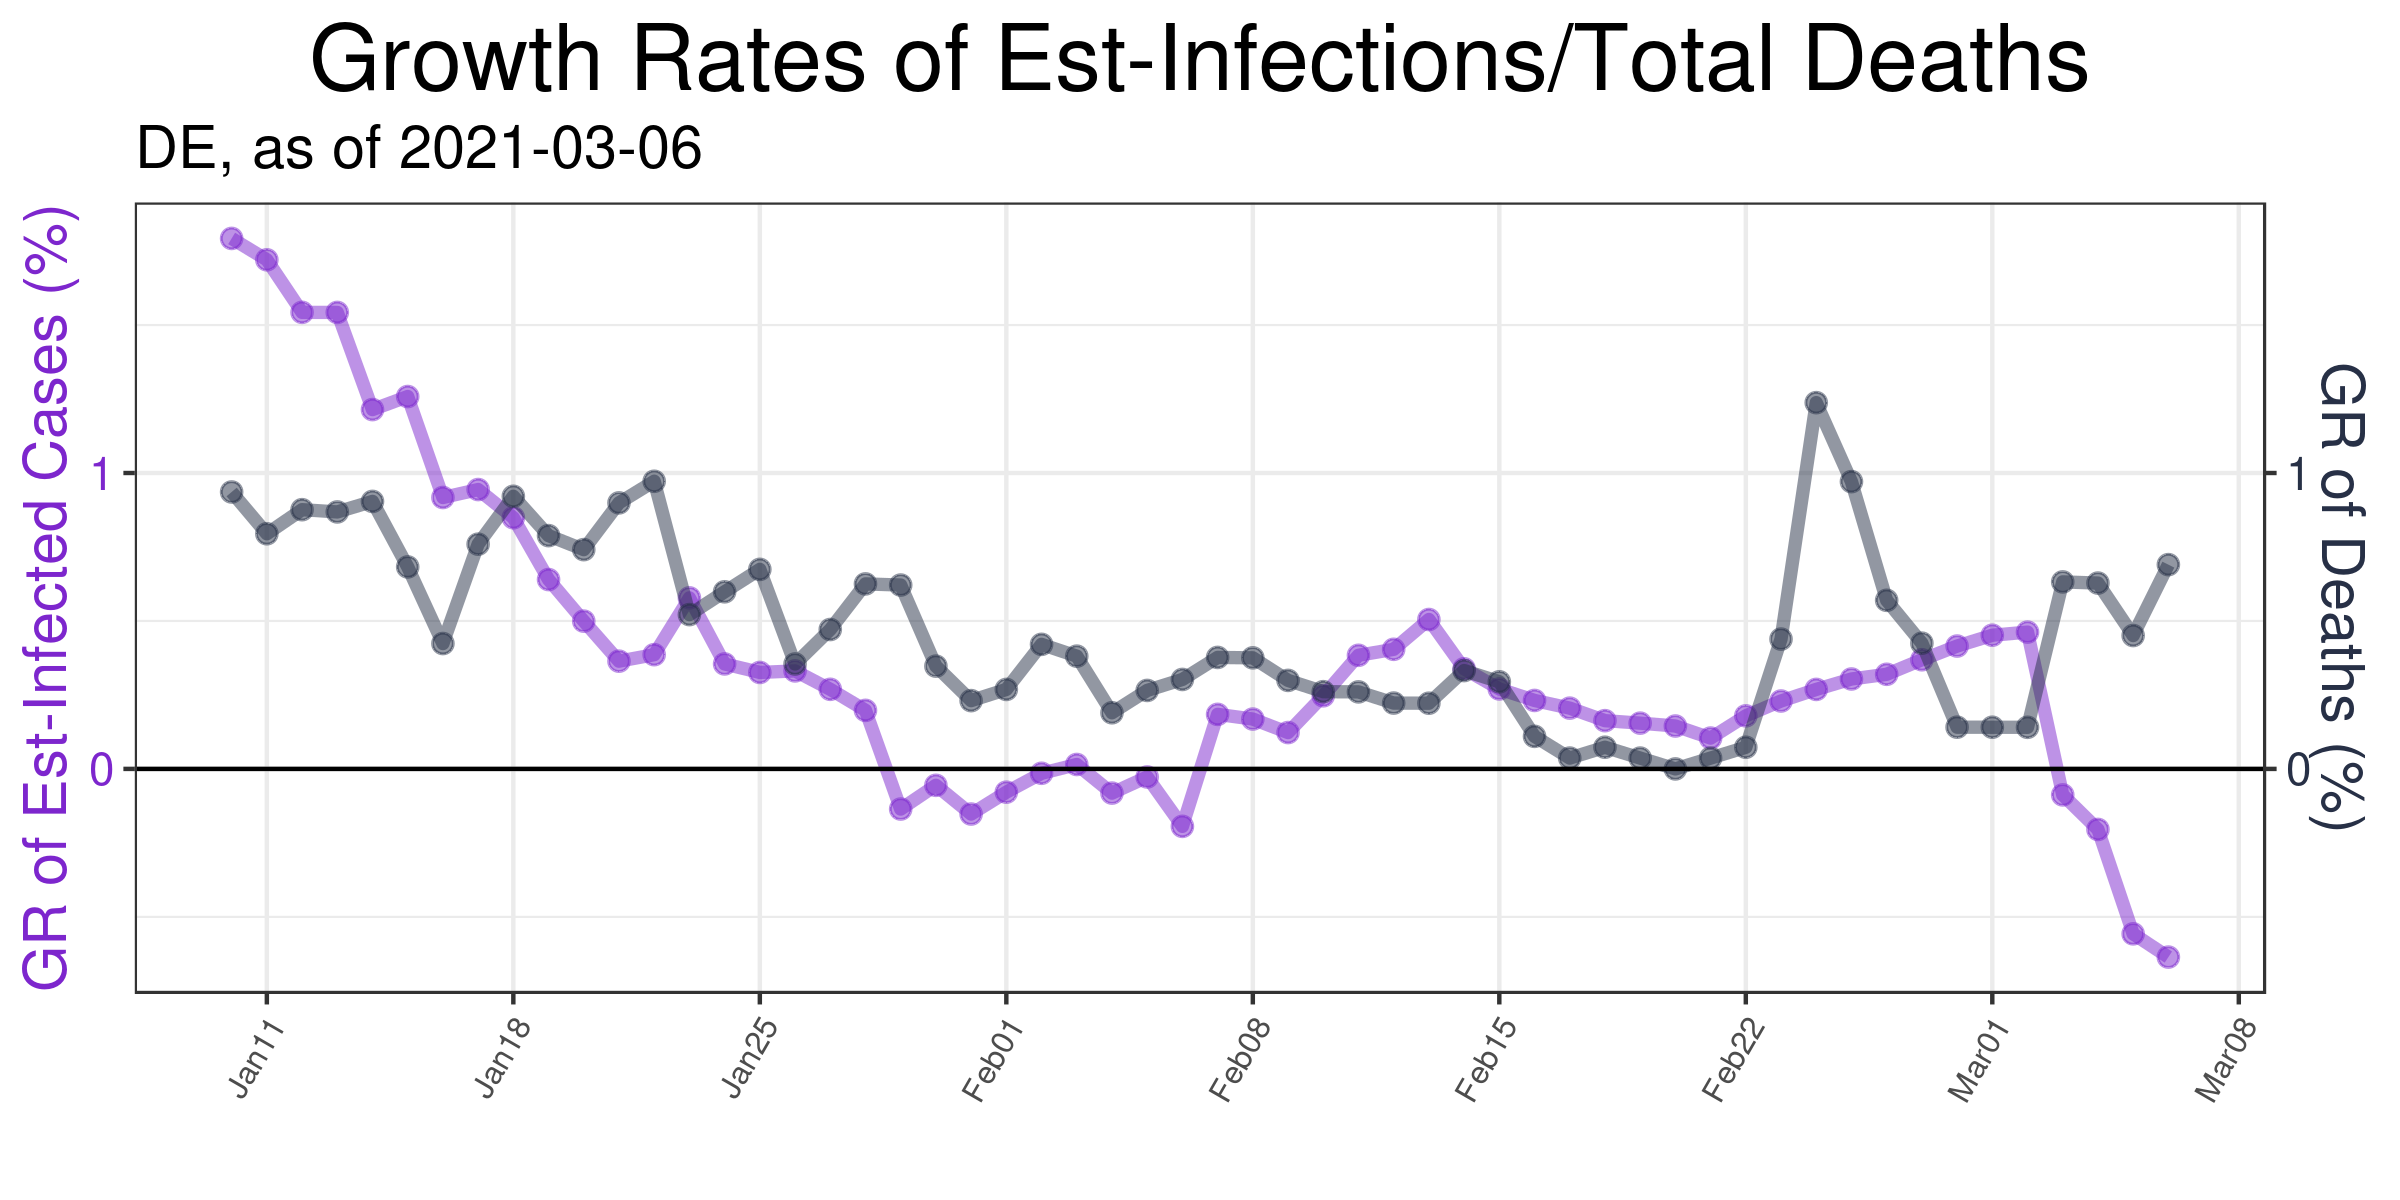 Growth Rates of Est-Infections/Total Deaths
DE, as of 2021-03-06
GR of Est-Infected Cases (%)
1
0
1
0
GR of Deaths (%)
Jan11
Jan18
Jan25
Feb01
Feb08
Feb15
Feb22
Mar01
Mar08